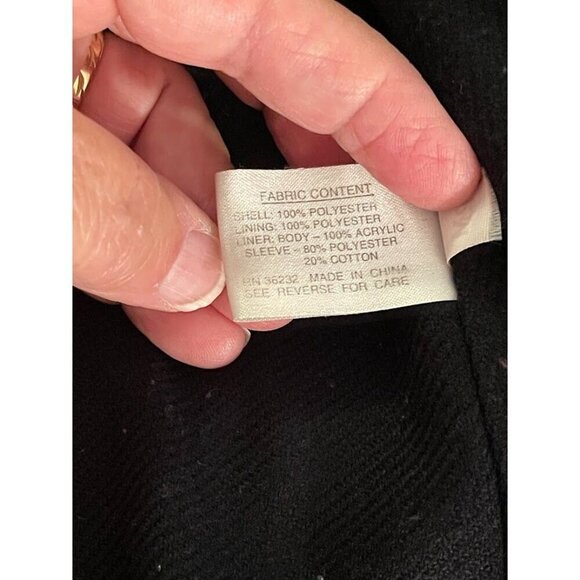 FABRIC CONTENT
SHELL: 100% POLYESTER
LINING: 100% POLYESTER
LINER: BODY – 100% ACRYLIC
SLEEVE – 80% POLYESTER
20% COTTON
RN 36232 MADE IN CHINA
SEE REVERSE FOR CARE